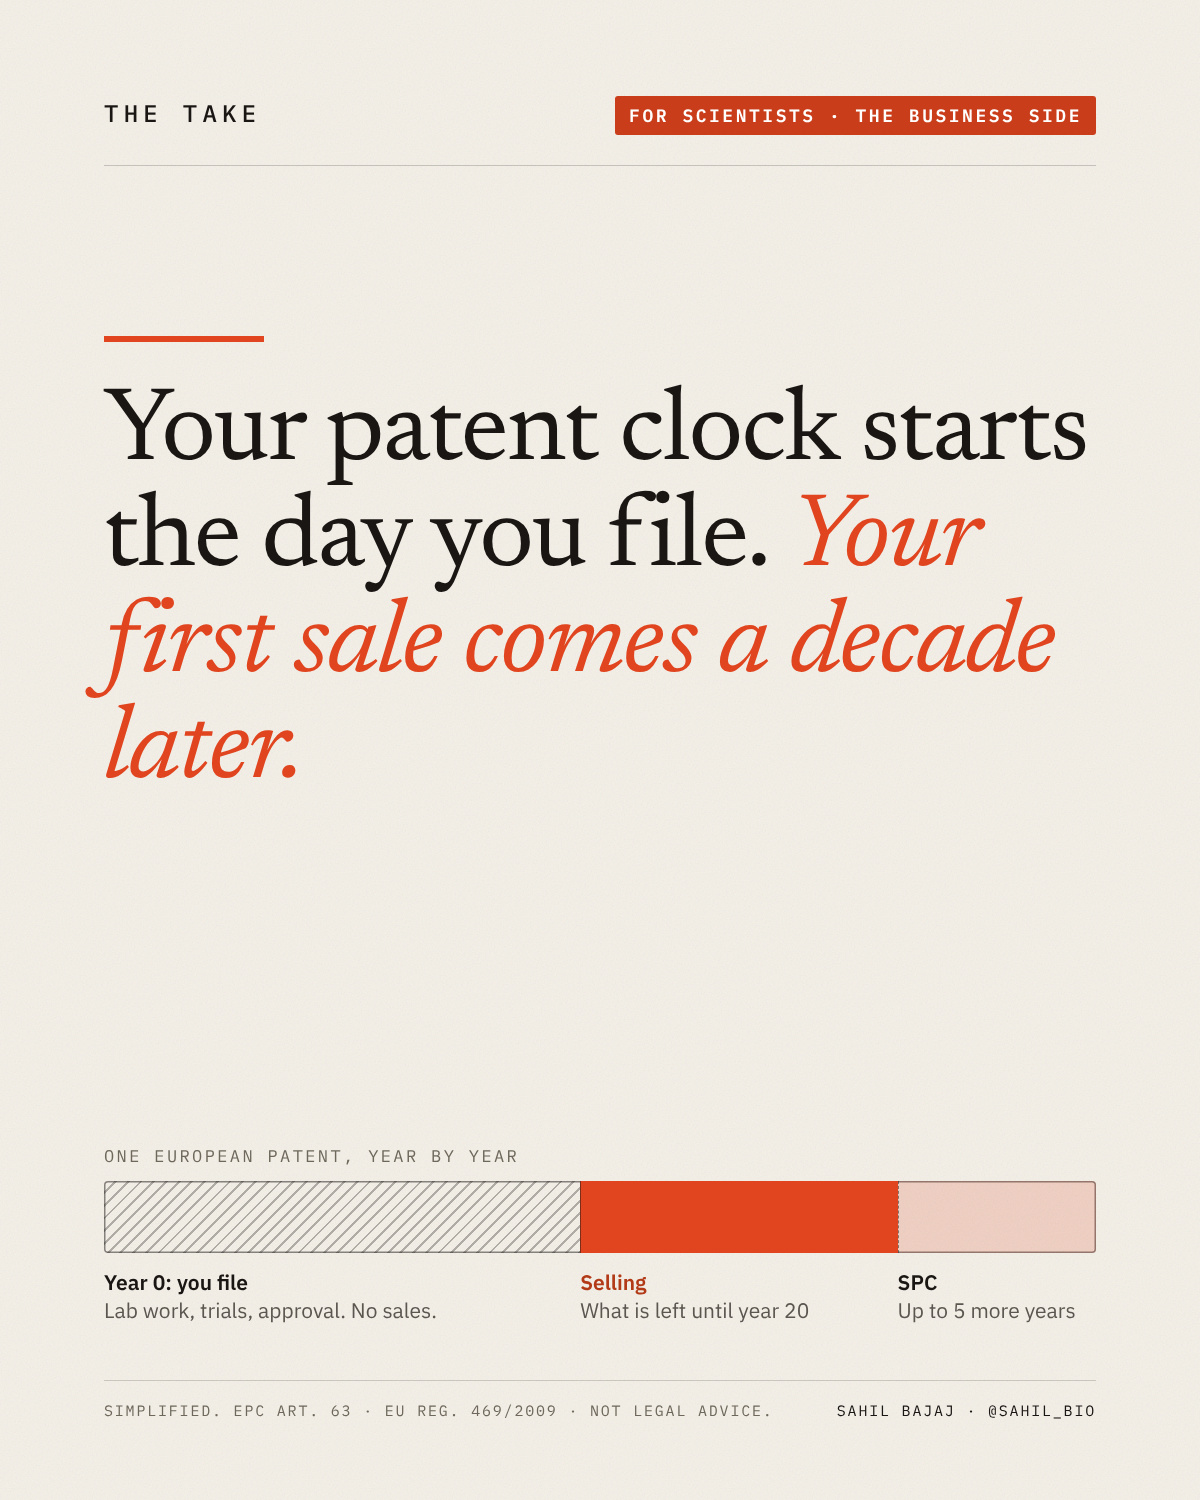 THE TAKE
FOR SCIENTISTS · THE BUSINESS SIDE
Your patent clock starts
the day you file. Your
first sale comes a decade
later.
ONE EUROPEAN PATENT, YEAR BY YEAR
Year 0: you file
Lab work, trials, approval. No sales.
Selling
What is left until year 20
SPC
Up to 5 more years
SIMPLIFIED. EPC ART. 63 · EU REG. 469/2009 · NOT LEGAL ADVICE.
SAHIL BAJAJ · @SAHIL_BIO